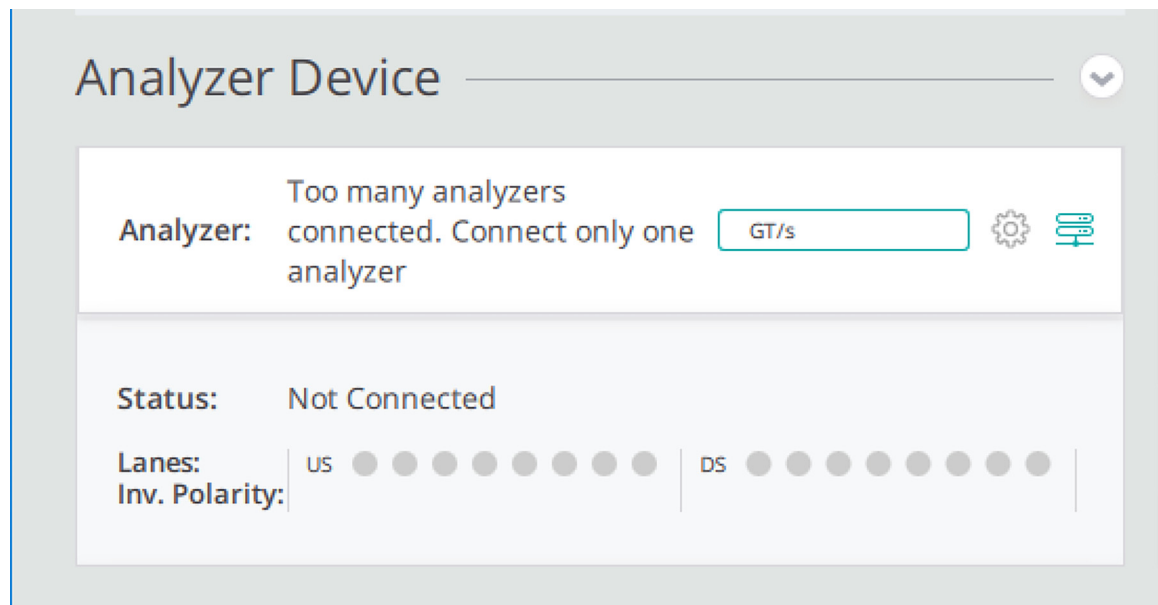 Analyzer Device
Too many analyzers
Analyzer: connected. Connect only one GT/s
analyzer
Status: Not Connected
Lanes: US DS
Inv. Polarity: